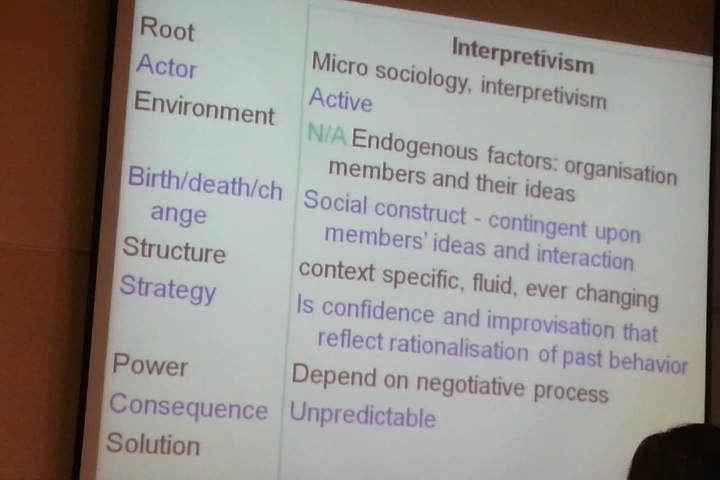 Interpretivism
Root
Micro sociology, interpretivism
Actor
Active
Environment
N/A Endogenous factors: organisation
members and their ideas
Birth/death/ch
ange
Social construct - contingent upon
members' ideas and interaction
Structure
context specific, fluid, ever changing
Strategy
Is confidence and improvisation that
reflect rationalisation of past behavior
Power
Depend on negotiative process
Consequence
Unpredictable
Solution